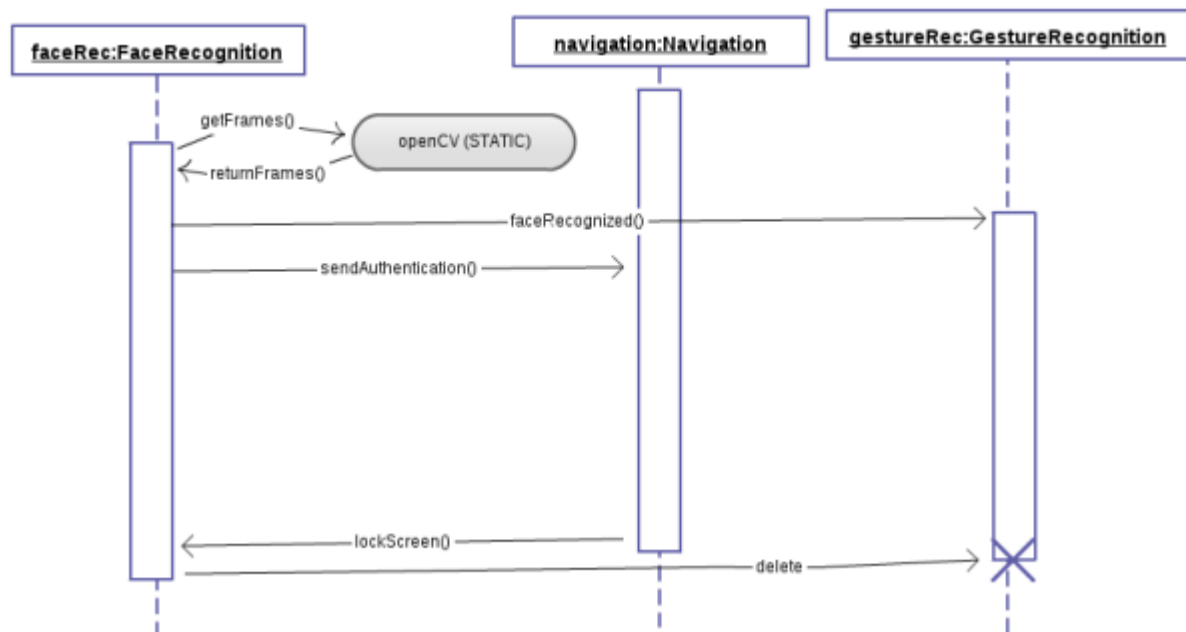 faceRec:FaceRecognition
navigation:Navigation
gestureRec:GestureRecognition
getFrames()
openCV (STATIC)
returnFrames()
faceRecognized()
sendAuthentication()
lockScreen()
delete